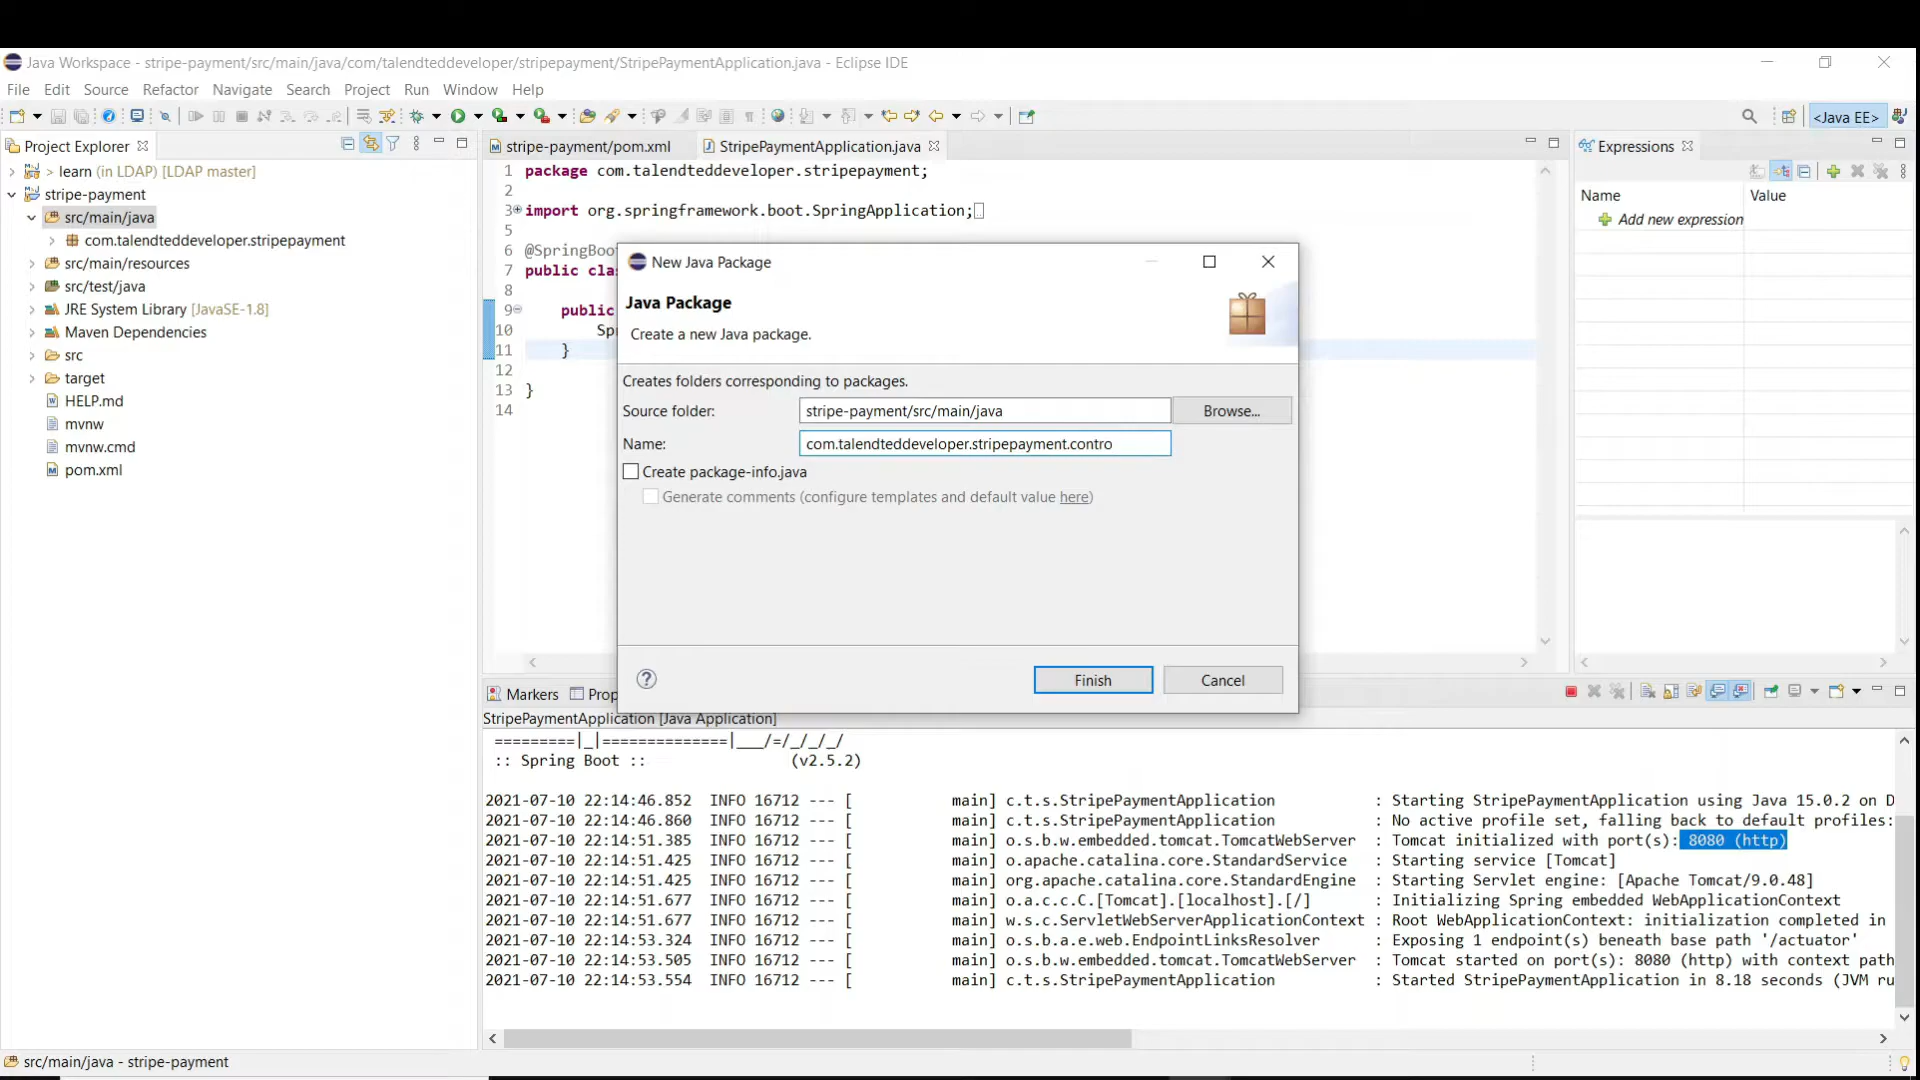 Java Workspace - stripe-payment/src/main/java/com/talendteddeveloper/stripepayment/StripePaymentApplication.java - Eclipse IDE
File Edit Source Refactor Navigate Search Project Run Window Help
<Java EE>
Project Explorer
> learn (in LDAP) [LDAP master]
stripe-payment
src/main/java
com.talendteddeveloper.stripepayment
src/main/resources
src/test/java
JRE System Library [JavaSE-1.8]
Maven Dependencies
src
target
HELP.md
mvnw
mvnw.cmd
pom.xml
stripe-payment/pom.xml StripePaymentApplication.java
1 package com.talendteddeveloper.stripepayment;
2
3 import org.springframework.boot.SpringApplication;
5
6 @SpringBoot
7 public cla
8
9 public
10 Sp
11 }
12
13 }
14
New Java Package
Java Package
Create a new Java package.
Creates folders corresponding to packages.
Source folder: stripe-payment/src/main/java Browse...
Name: com.talendteddeveloper.stripepayment.contro
Create package-info.java
Generate comments (configure templates and default value here)
Finish Cancel
Expressions
Name Value
Add new expression
Markers Prop
StripePaymentApplication [Java Application]
=========|_|==============|___/=/_/_/_/
:: Spring Boot :: (v2.5.2)
2021-07-10 22:14:46.852 INFO 16712 --- [ main] c.t.s.StripePaymentApplication : Starting StripePaymentApplication using Java 15.0.2 on D
2021-07-10 22:14:46.860 INFO 16712 --- [ main] c.t.s.StripePaymentApplication : No active profile set, falling back to default profiles:
2021-07-10 22:14:51.385 INFO 16712 --- [ main] o.s.b.w.embedded.tomcat.TomcatWebServer : Tomcat initialized with port(s): 8080 (http)
2021-07-10 22:14:51.425 INFO 16712 --- [ main] o.apache.catalina.core.StandardService : Starting service [Tomcat]
2021-07-10 22:14:51.425 INFO 16712 --- [ main] org.apache.catalina.core.StandardEngine : Starting Servlet engine: [Apache Tomcat/9.0.48]
2021-07-10 22:14:51.677 INFO 16712 --- [ main] o.a.c.c.C.[Tomcat].[localhost].[/] : Initializing Spring embedded WebApplicationContext
2021-07-10 22:14:51.677 INFO 16712 --- [ main] w.s.c.ServletWebServerApplicationContext : Root WebApplicationContext: initialization completed in
2021-07-10 22:14:53.324 INFO 16712 --- [ main] o.s.b.a.e.web.EndpointLinksResolver : Exposing 1 endpoint(s) beneath base path '/actuator'
2021-07-10 22:14:53.505 INFO 16712 --- [ main] o.s.b.w.embedded.tomcat.TomcatWebServer : Tomcat started on port(s): 8080 (http) with context path
2021-07-10 22:14:53.554 INFO 16712 --- [ main] c.t.s.StripePaymentApplication : Started StripePaymentApplication in 8.18 seconds (JVM ru
src/main/java - stripe-payment